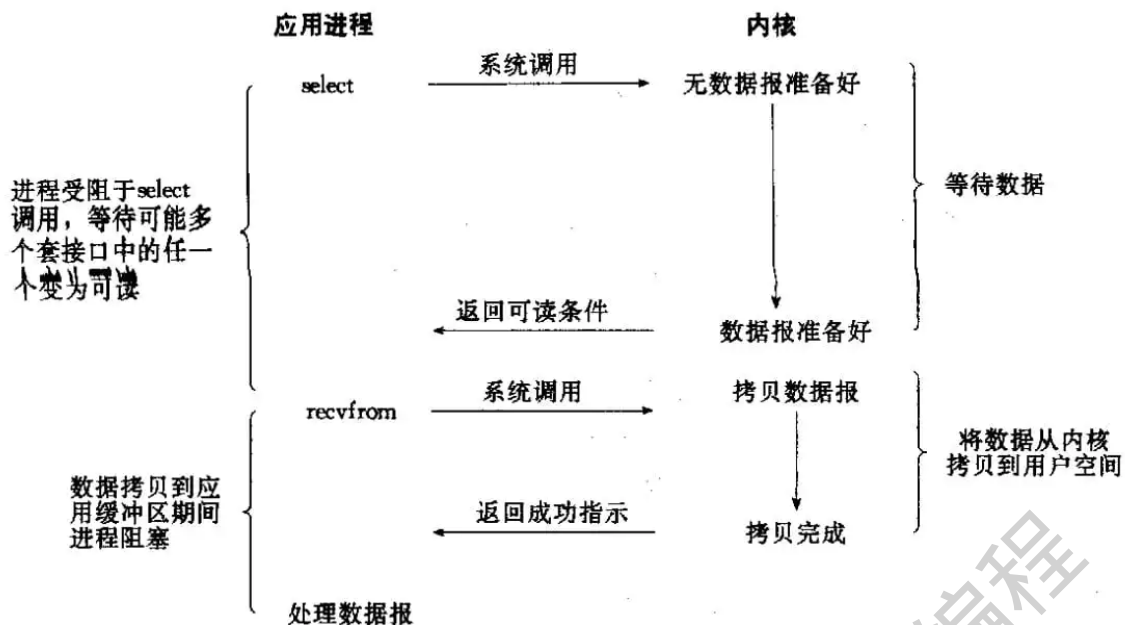 应用进程
内核
系统调用
select
无数据报准备好
进程受阻于select
调用，等待可能多
个套接口中的任一
个变为可读
等待数据
返回可读条件
数据报准备好
系统调用
recvfrom
拷贝数据报
将数据从内核
拷贝到用户空间
数据拷贝到应
用缓冲区期间
进程阻塞
返回成功指示
拷贝完成
处理数据报
编程